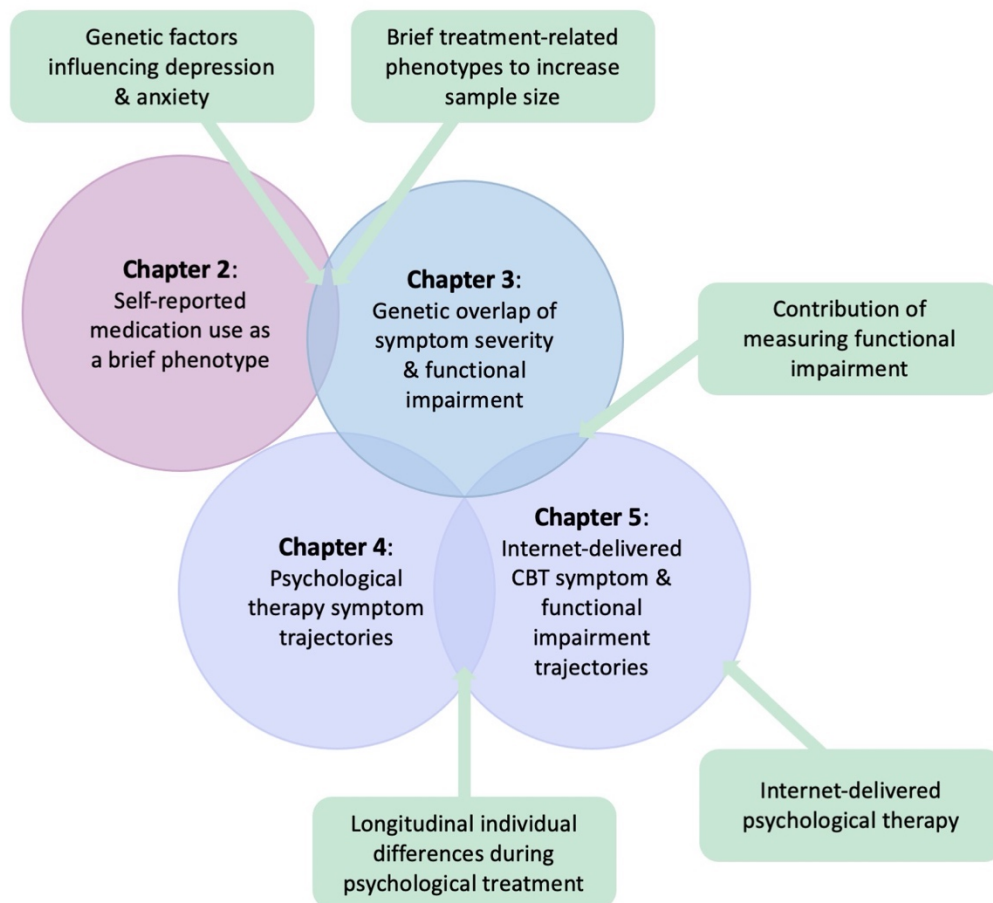 Genetic factors
influencing depression
& anxiety
Brief treatment-related
phenotypes to increase
sample size
Chapter 2:
Self-reported
medication use as
a brief phenotype
Chapter 3:
Genetic overlap of
symptom severity
& functional
impairment
Contribution of
measuring functional
impairment
Chapter 4:
Psychological
therapy symptom
trajectories
Chapter 5:
Internet-delivered
CBT symptom &
functional
impairment
trajectories
Longitudinal individual
differences during
psychological treatment
Internet-delivered
psychological therapy